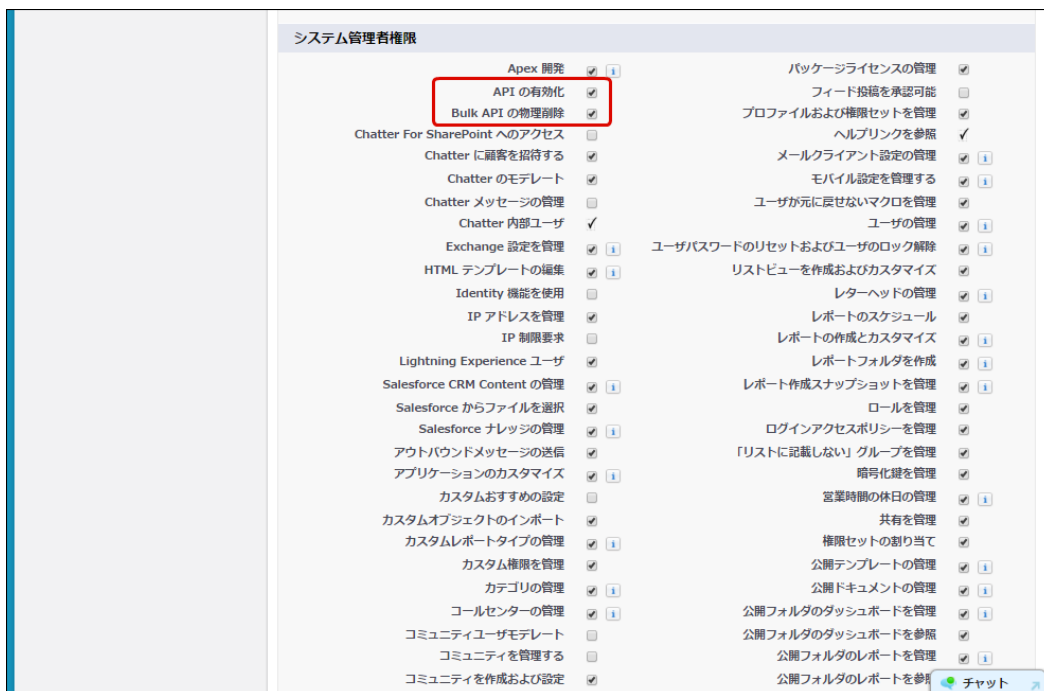 システム管理者権限
Apex 開発 パッケージライセンスの管理
API の有効化 フィード投稿を承認可能
Bulk API の物理削除 プロファイルおよび権限セットを管理
Chatter For SharePoint へのアクセス ヘルプリンクを参照
Chatter に顧客を招待する メールクライアント設定の管理
Chatter のモデレート モバイル設定を管理する
Chatter メッセージの管理 ユーザが元に戻せないマクロを管理
Chatter 内部ユーザ ユーザの管理
Exchange 設定を管理 ユーザパスワードのリセットおよびユーザのロック解除
HTML テンプレートの編集 リストビューを作成およびカスタマイズ
Identity 機能を使用 レターヘッドの管理
IP アドレスを管理 レポートのスケジュール
IP 制限要求 レポートの作成とカスタマイズ
Lightning Experience ユーザ レポートフォルダを作成
Salesforce CRM Content の管理 レポート作成スナップショットを管理
Salesforce からファイルを選択 ロールを管理
Salesforce ナレッジの管理 ログインアクセスポリシーを管理
アウトバウンドメッセージの送信 「リストに記載しない」グループを管理
アプリケーションのカスタマイズ 暗号化鍵を管理
カスタムおすすめの設定 営業時間の休日の管理
カスタムオブジェクトのインポート 共有を管理
カスタムレポートタイプの管理 権限セットの割り当て
カスタム権限を管理 公開テンプレートの管理
カテゴリの管理 公開ドキュメントの管理
コールセンターの管理 公開フォルダのダッシュボードを管理
コミュニティユーザモデレート 公開フォルダのダッシュボードを参照
コミュニティを管理する 公開フォルダのレポートを管理
コミュニティを作成および設定 公開フォルダのレポートを参
チャット